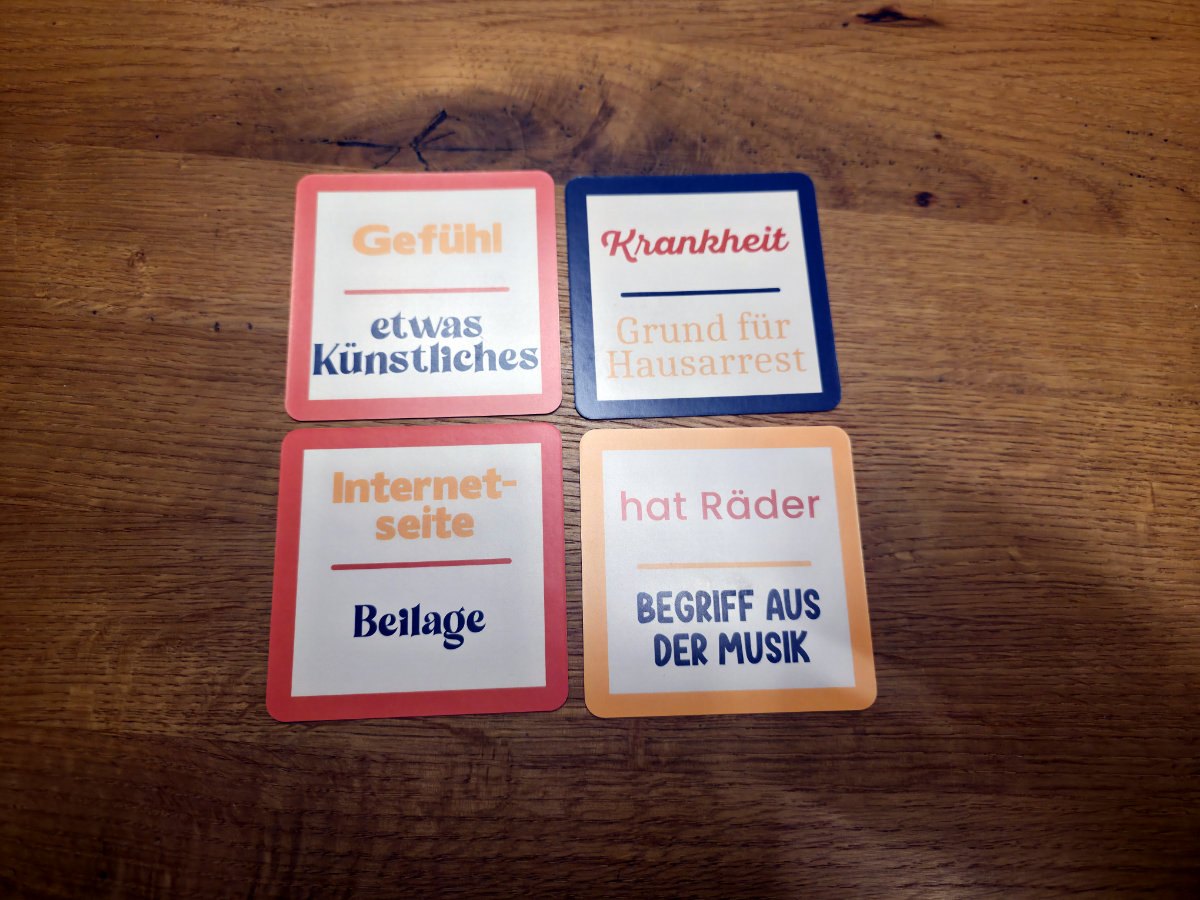 Gefühl
etwas
Künstliches
Krankheit
Grund für
Hausarrest
Internet-
seite
Beilage
hat Räder
BEGRIFF AUS
DER MUSIK